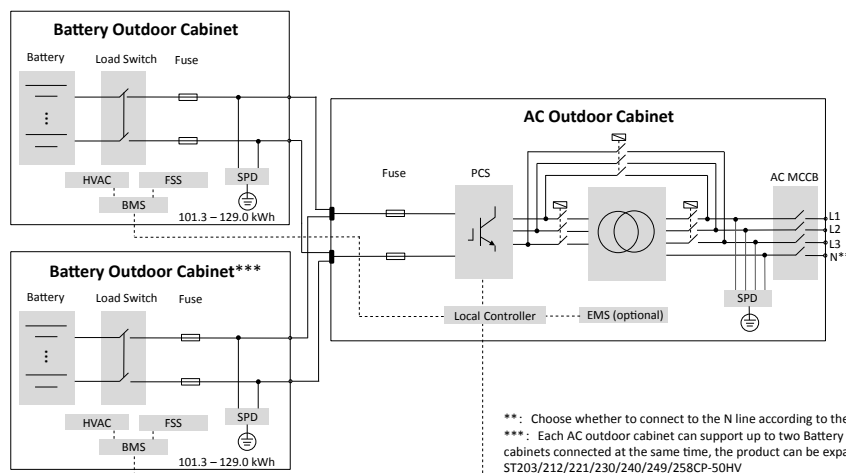 Battery Outdoor Cabinet
Battery
Load Switch
Fuse
HVAC
FSS
SPD
BMS
101.3 – 129.0 kWh
AC Outdoor Cabinet
Fuse
PCS
AC MCCB
L1
L2
L3
N**
SPD
Local Controller
EMS (optional)
Battery Outdoor Cabinet***
Battery
Load Switch
Fuse
HVAC
FSS
SPD
BMS
101.3 – 129.0 kWh
**: Choose whether to connect to the N line according to the
***: Each AC outdoor cabinet can support up to two Battery
cabinets connected at the same time, the product can be expa
ST203/212/221/230/240/249/258CP-50HV